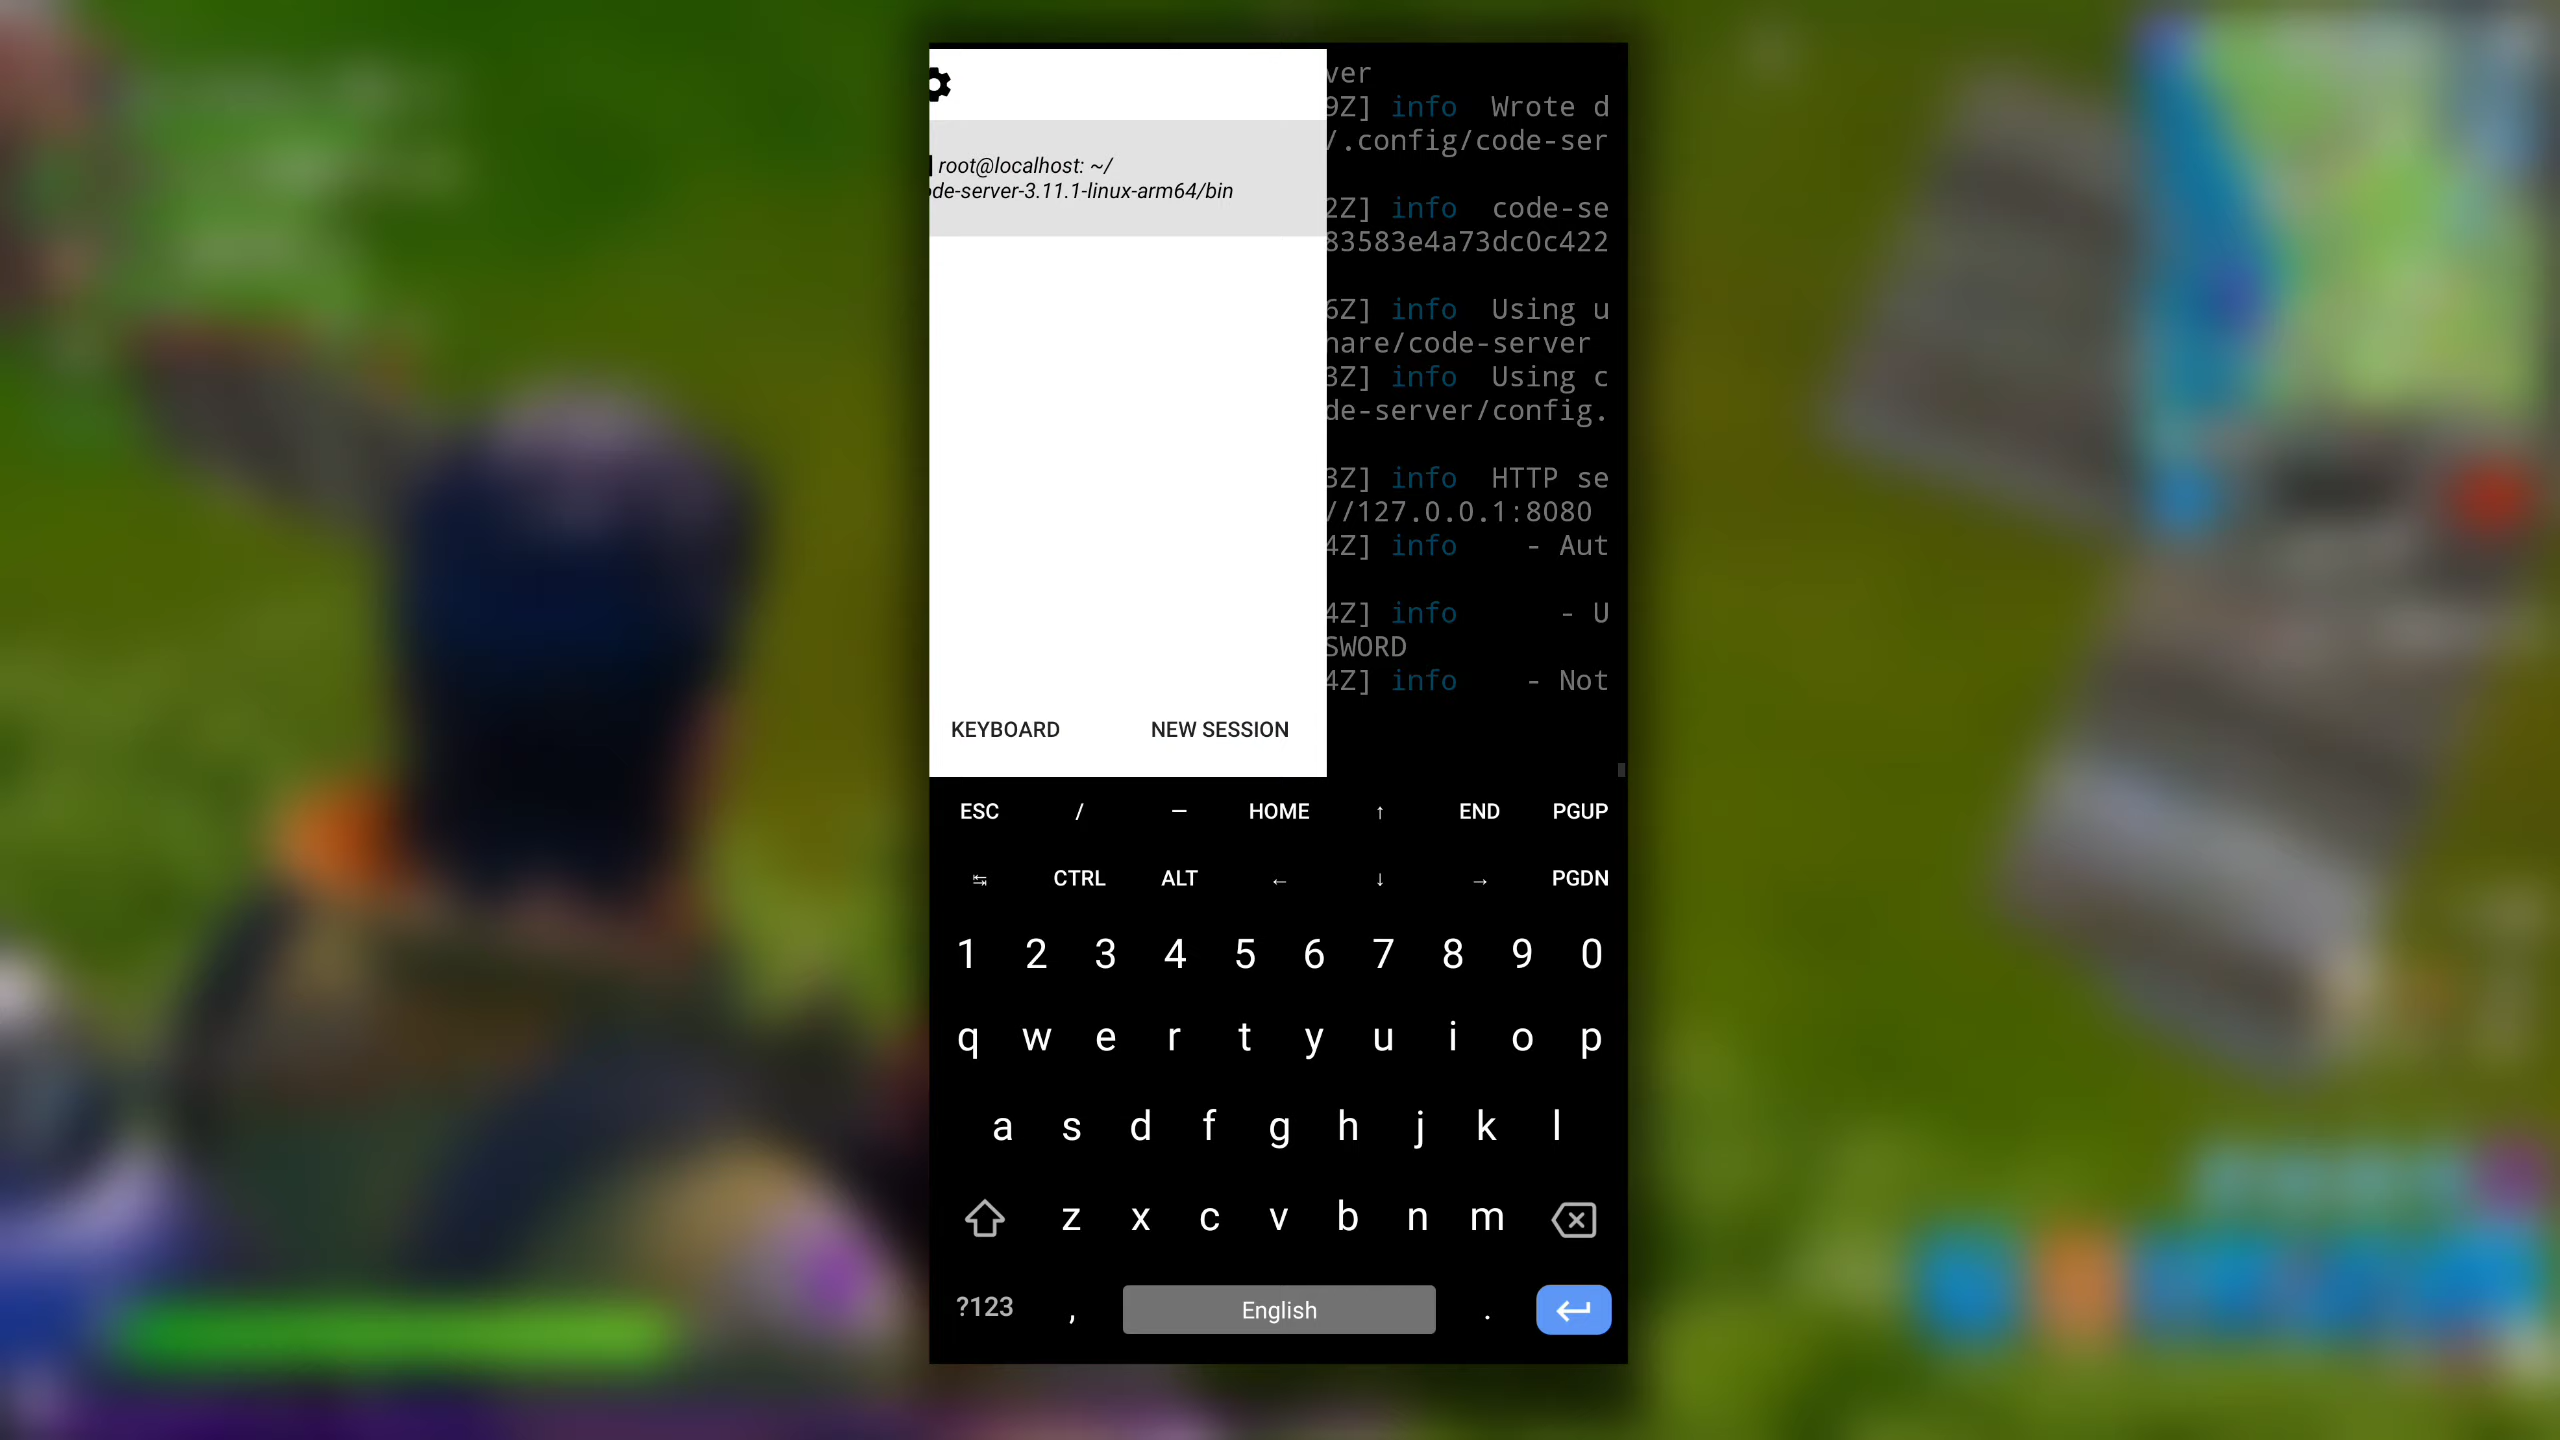 root@localhost: ~/
de-server-3.11.1-linux-arm64/bin
KEYBOARD NEW SESSION
ver
9Z] info Wrote d
/.config/code-ser
2Z] info code-se
83583e4a73dc0c422
6Z] info Using u
hare/code-server
3Z] info Using c
de-server/config.
3Z] info HTTP se
//127.0.0.1:8080
4Z] info - Aut
4Z] info - U
SWORD
4Z] info - Not
ESC / — HOME ↑ END PGUP
⇆ CTRL ALT ← ↓ → PGDN
1 2 3 4 5 6 7 8 9 0
q w e r t y u i o p
a s d f g h j k l
z x c v b n m
?123 , English .